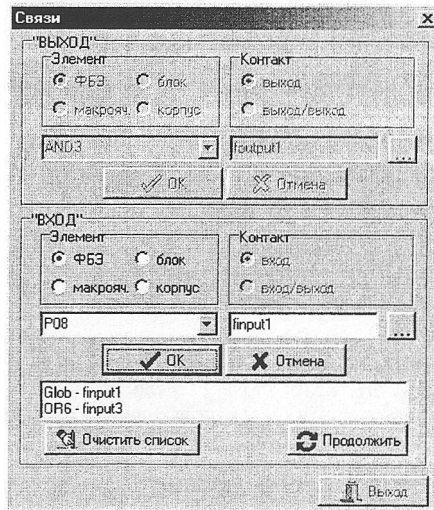 Связи
"ВЫХОД"
Элемент
ФБЭ
блок
макрояч.
корпус
Контакт
выход
выход/выход
AND3
foutput1
...
OK
Отмена
"ВХОД"
Элемент
ФБЭ
блок
макрояч.
корпус
Контакт
вход
вход/выход
P08
finput1
...
OK
Отмена
Glob - finput1
OR6 - finput3
Очистить список
Продолжить
Выход